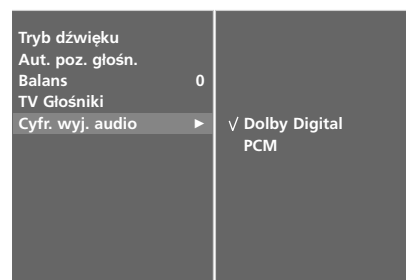 Tryb dźwięku
Aut. poz. głośn.
Balans 0
TV Głośniki
Cyfr. wyj. audio ►
√ Dolby Digital
PCM